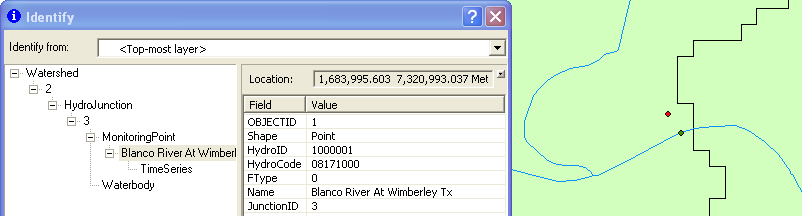 Identify
Identify from: <Top-most layer>
Watershed
2
HydroJunction
3
MonitoringPoint
Blanco River At Wimberl
TimeSeries
Waterbody
Location: 1,683,995.603 7,320,993.037 Met
Field Value
OBJECTID 1
Shape Point
HydroID 1000001
HydroCode 08171000
FType 0
Name Blanco River At Wimberley Tx
JunctionID 3